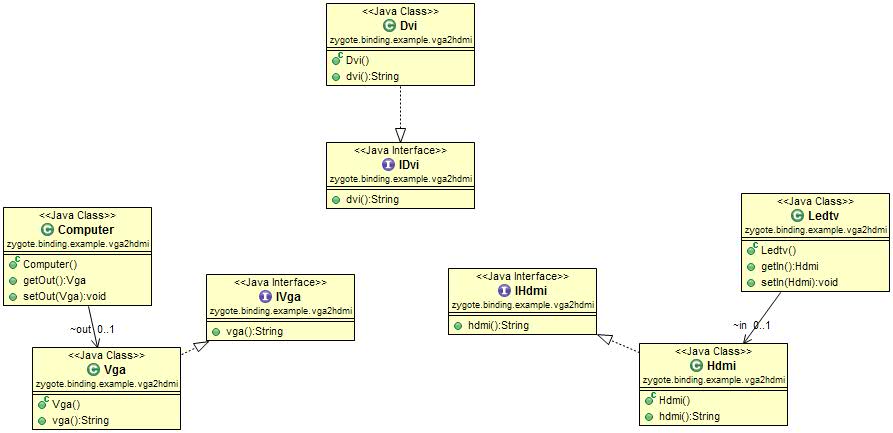 <<Java Class>>
C Dvi
zygote.binding.example.vga2hdmi
C Dvi()
dvi():String
<<Java Interface>>
I IDvi
zygote.binding.example.vga2hdmi
dvi():String
<<Java Class>>
C Computer
zygote.binding.example.vga2hdmi
C Computer()
getOut():Vga
setOut(Vga):void
~out 0..1
<<Java Class>>
C Vga
zygote.binding.example.vga2hdmi
C Vga()
vga():String
<<Java Interface>>
I IVga
zygote.binding.example.vga2hdmi
vga():String
<<Java Interface>>
I IHdmi
zygote.binding.example.vga2hdmi
hdmi():String
<<Java Class>>
C Ledtv
zygote.binding.example.vga2hdmi
C Ledtv()
getIn():Hdmi
setIn(Hdmi):void
~in 0..1
<<Java Class>>
C Hdmi
zygote.binding.example.vga2hdmi
C Hdmi()
hdmi():String